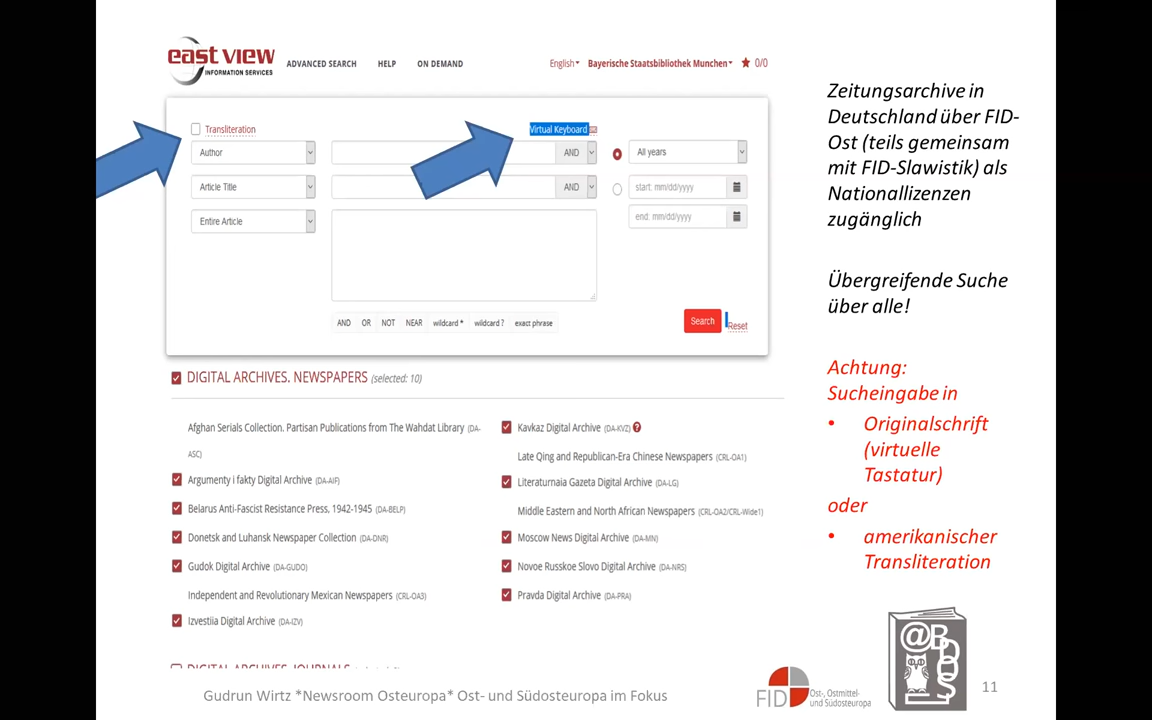 east view
INFORMATION SERVICES
ADVANCED SEARCH HELP ON DEMAND
English Bayerische Staatsbibliothek Munchen 0/0
Transliteration
Virtual Keyboard
Author
AND
All years
Article Title
AND
start: mm/dd/yyyy
Entire Article
end: mm/dd/yyyy
AND OR NOT NEAR wildcard * wildcard ? exact phrase
Search Reset
DIGITAL ARCHIVES. NEWSPAPERS (selected: 10)
Afghan Serials Collection. Partisan Publications from The Wahdat Library (DA-
ASC)
Argumenty i fakty Digital Archive (DA-AIF)
Belarus Anti-Fascist Resistance Press, 1942-1945 (DA-BELP)
Donetsk and Luhansk Newspaper Collection (DA-DNR)
Gudok Digital Archive (DA-GUDO)
Independent and Revolutionary Mexican Newspapers (CRL-OA3)
Izvestiia Digital Archive (DA-IZV)
Kavkaz Digital Archive (DA-KVZ) ?
Late Qing and Republican-Era Chinese Newspapers (CRL-OA1)
Literaturnaia Gazeta Digital Archive (DA-LG)
Middle Eastern and North African Newspapers (CRL-OA2/CRL-Wide1)
Moscow News Digital Archive (DA-MN)
Novoe Russkoe Slovo Digital Archive (DA-NRS)
Pravda Digital Archive (DA-PRA)
DIGITAL ARCHIVES. JOURNALS
Zeitungsarchive in
Deutschland über FID-
Ost (teils gemeinsam
mit FID-Slawistik) als
Nationallizenzen
zugänglich
Übergreifende Suche
über alle!
Achtung:
Sucheingabe in
• Originalschrift
(virtuelle
Tastatur)
oder
• amerikanischer
Transliteration
Gudrun Wirtz *Newsroom Osteuropa* Ost- und Südosteuropa im Fokus
FID
Ost-, Ostmittel-
und Südosteuropa
@BDOS
11